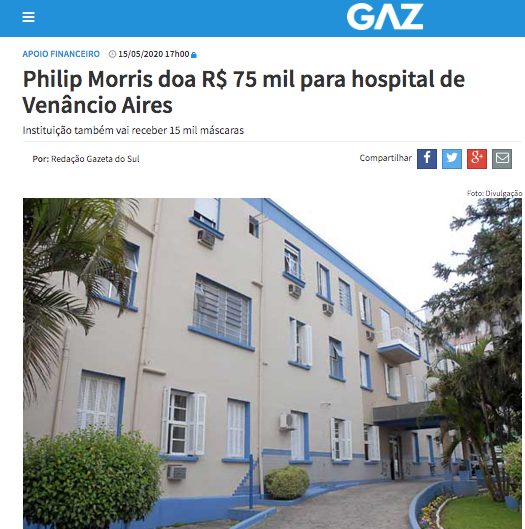 GAZ
APOIO FINANCEIRO 15/05/2020 17h00
Philip Morris doa R$ 75 mil para hospital de
Venâncio Aires
Instituição também vai receber 15 mil máscaras
Por: Redação Gazeta do Sul
Compartilhar
Foto: Divulgação